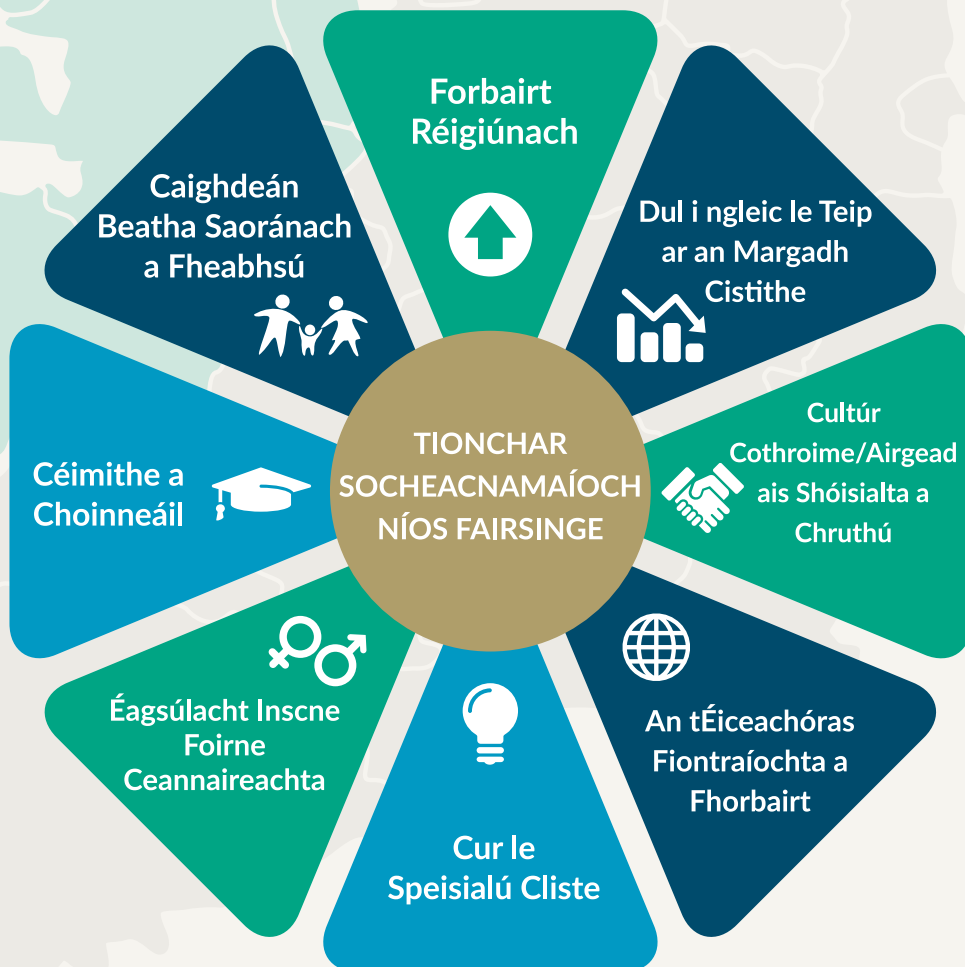 Forbairt
Réigiúnach
Dul i ngleic le Teip
ar an Margadh
Cistithe
Cultúr
Cothroime/Airgead
ais Shóisialta a
Chruthú
An tÉiceachóras
Fiontraíochta a
Fhorbairt
Cur le
Speisialú Cliste
Éagsúlacht Inscne
Foirne
Ceannaireachta
Céimithe a
Choinneáil
Caighdeán
Beatha Saoránach
a Fheabhsú
TIONCHAR
SOCHEACNAMAÍOCH
NÍOS FAIRSINGE